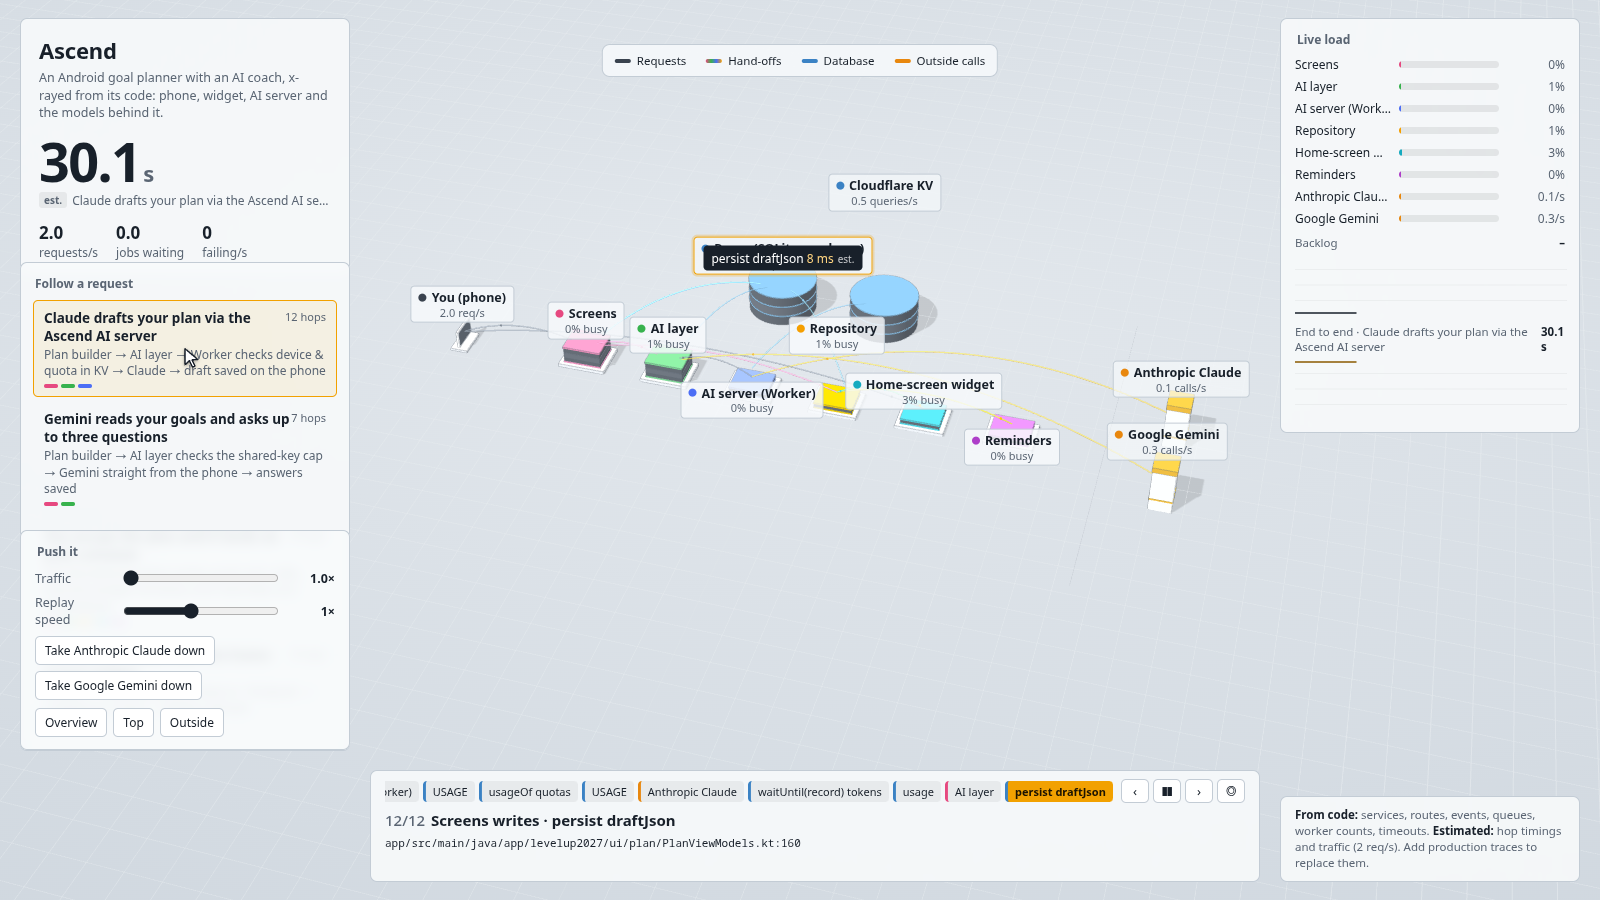 Ascend
An Android goal planner with an AI coach, x-
rayed from its code: phone, widget, AI server and
the models behind it.
30.1 s
est. Claude drafts your plan via the Ascend AI se...
2.0 0.0 0
requests/s jobs waiting failing/s
Follow a request
Claude drafts your plan via the 12 hops
Ascend AI server
Plan builder → AI layer → Worker checks device &
quota in KV → Claude → draft saved on the phone
Gemini reads your goals and asks up 7 hops
to three questions
Plan builder → AI layer checks the shared-key cap
→ Gemini straight from the phone → answers
saved
Push it
Traffic 1.0×
Replay
speed 1×
Take Anthropic Claude down
Take Google Gemini down
Overview Top Outside
Requests Hand-offs Database Outside calls
Cloudflare KV
0.5 queries/s
persist draftJson 8 ms est.
You (phone)
2.0 req/s
Screens
0% busy
AI layer
1% busy
Repository
1% busy
AI server (Worker)
0% busy
Home-screen widget
3% busy
Reminders
0% busy
Anthropic Claude
0.1 calls/s
Google Gemini
0.3 calls/s
Live load
Screens 0%
AI layer 1%
AI server (Work... 0%
Repository 1%
Home-screen ... 3%
Reminders 0%
Anthropic Clau... 0.1/s
Google Gemini 0.3/s
Backlog –
End to end · Claude drafts your plan via the 30.1
Ascend AI server s
rker) USAGE usageOf quotas USAGE Anthropic Claude waitUntil(record) tokens usage AI layer persist draftJson
12/12 Screens writes · persist draftJson
app/src/main/java/app/levelup2027/ui/plan/PlanViewModels.kt:160
From code: services, routes, events, queues,
worker counts, timeouts. Estimated: hop timings
and traffic (2 req/s). Add production traces to
replace them.